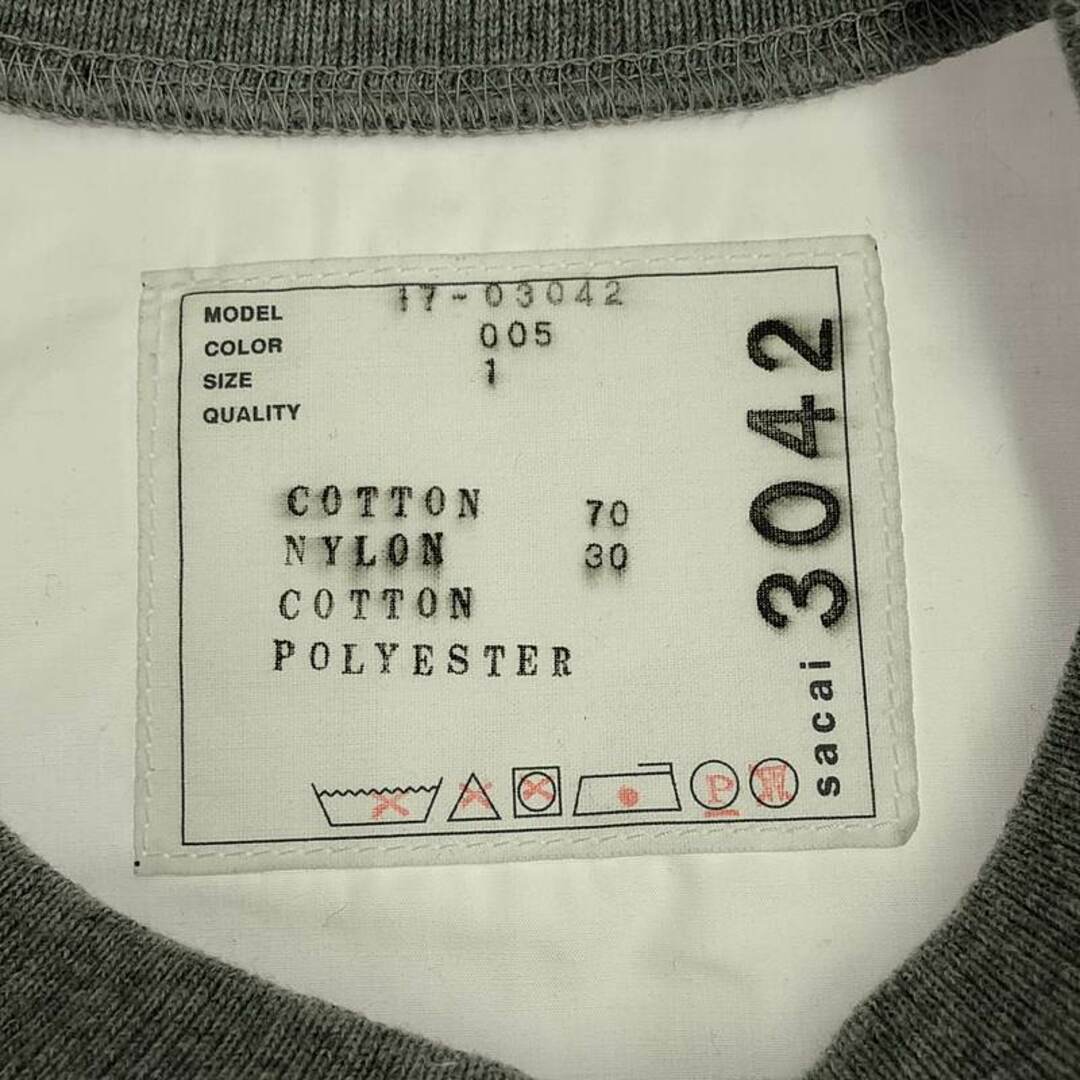 MODEL 17-03042
COLOR 005
SIZE 1
QUALITY
COTTON 70
NYLON 30
COTTON
POLYESTER
P
sacai 3042